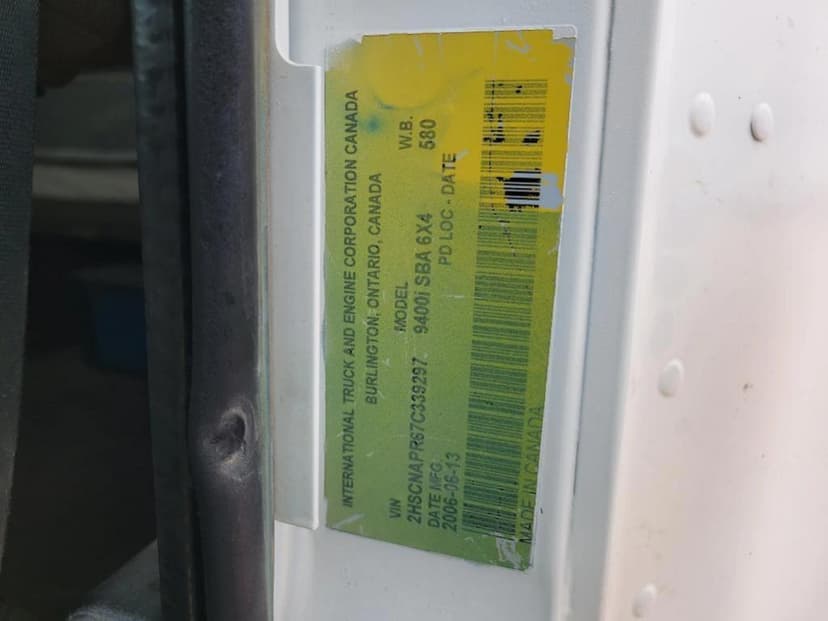 INTERNATIONAL TRUCK AND ENGINE CORPORATION CANADA
BURLINGTON, ONTARIO, CANADA
VIN MODEL W.B.
2HSCNAPR67C339297 9400i SBA 6X4 580
DATE MFG. PD LOC - DATE
2006-06-13
MADE IN CANADA